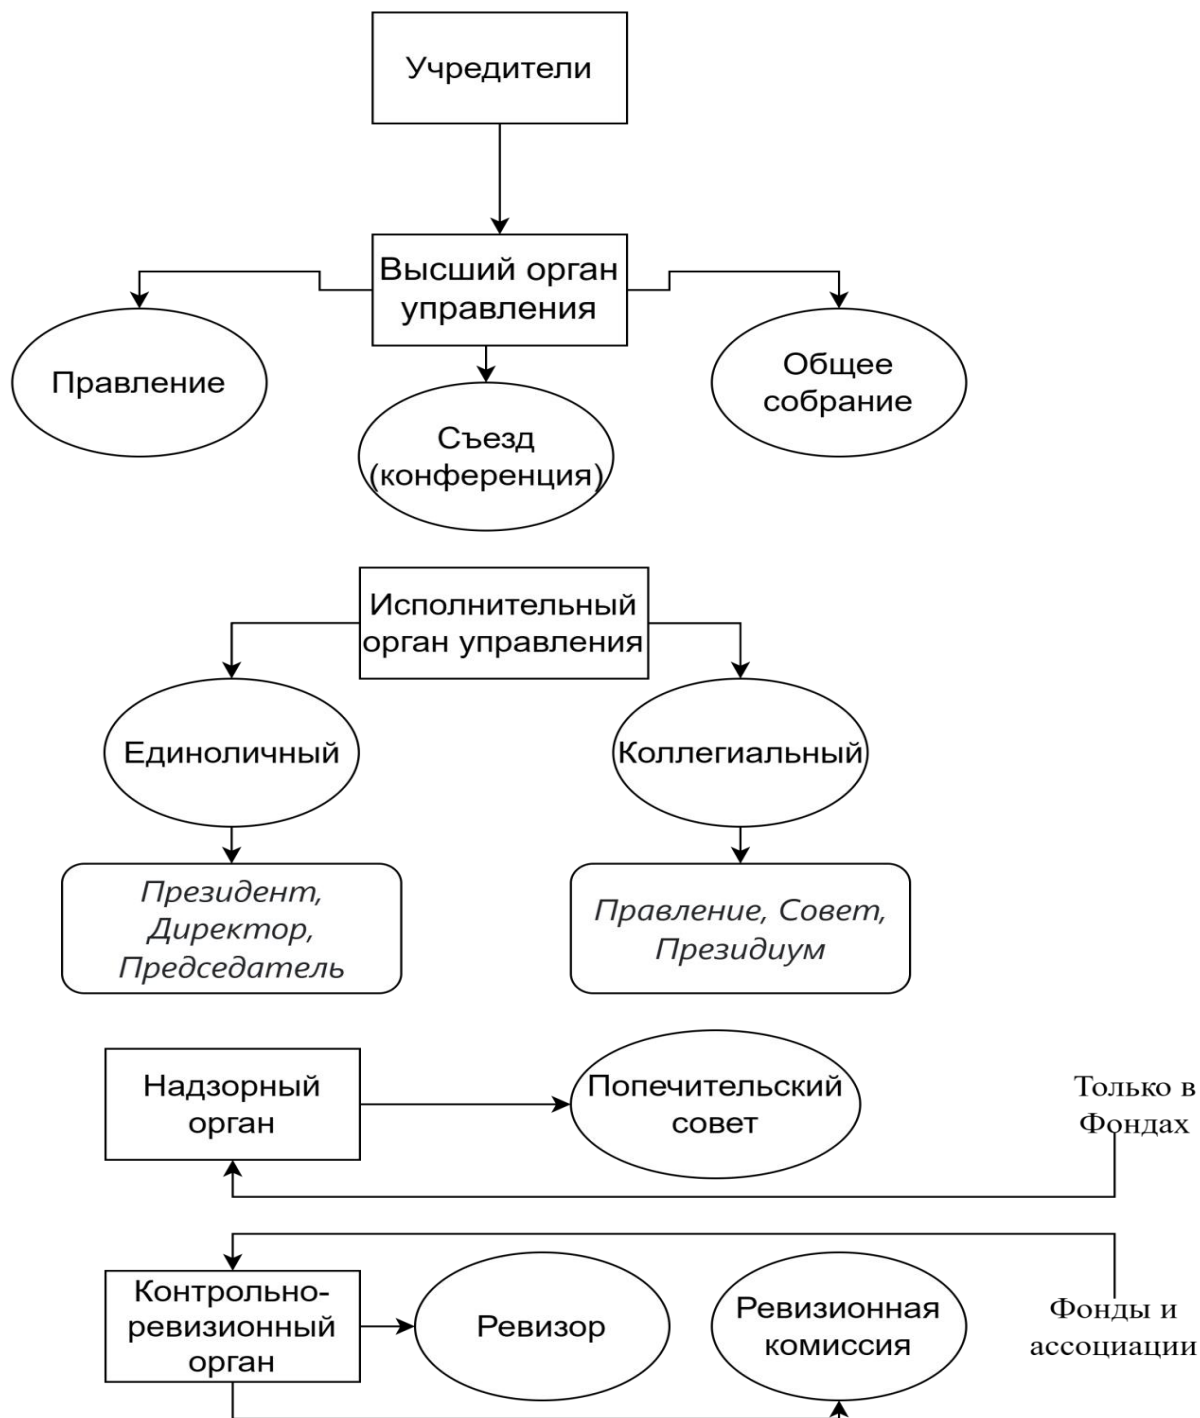 Учредители
Высший орган
управления
Правление
Общее
собрание
Съезд
(конференция)
Исполнительный
орган управления
Единоличный
Коллегиальный
Президент,
Директор,
Председатель
Правление, Совет,
Президиум
Надзорный
орган
Попечительский
совет
Только в
Фондах
Контрольно-
ревизионный
орган
Ревизор
Ревизионная
комиссия
Фонды и
ассоциации